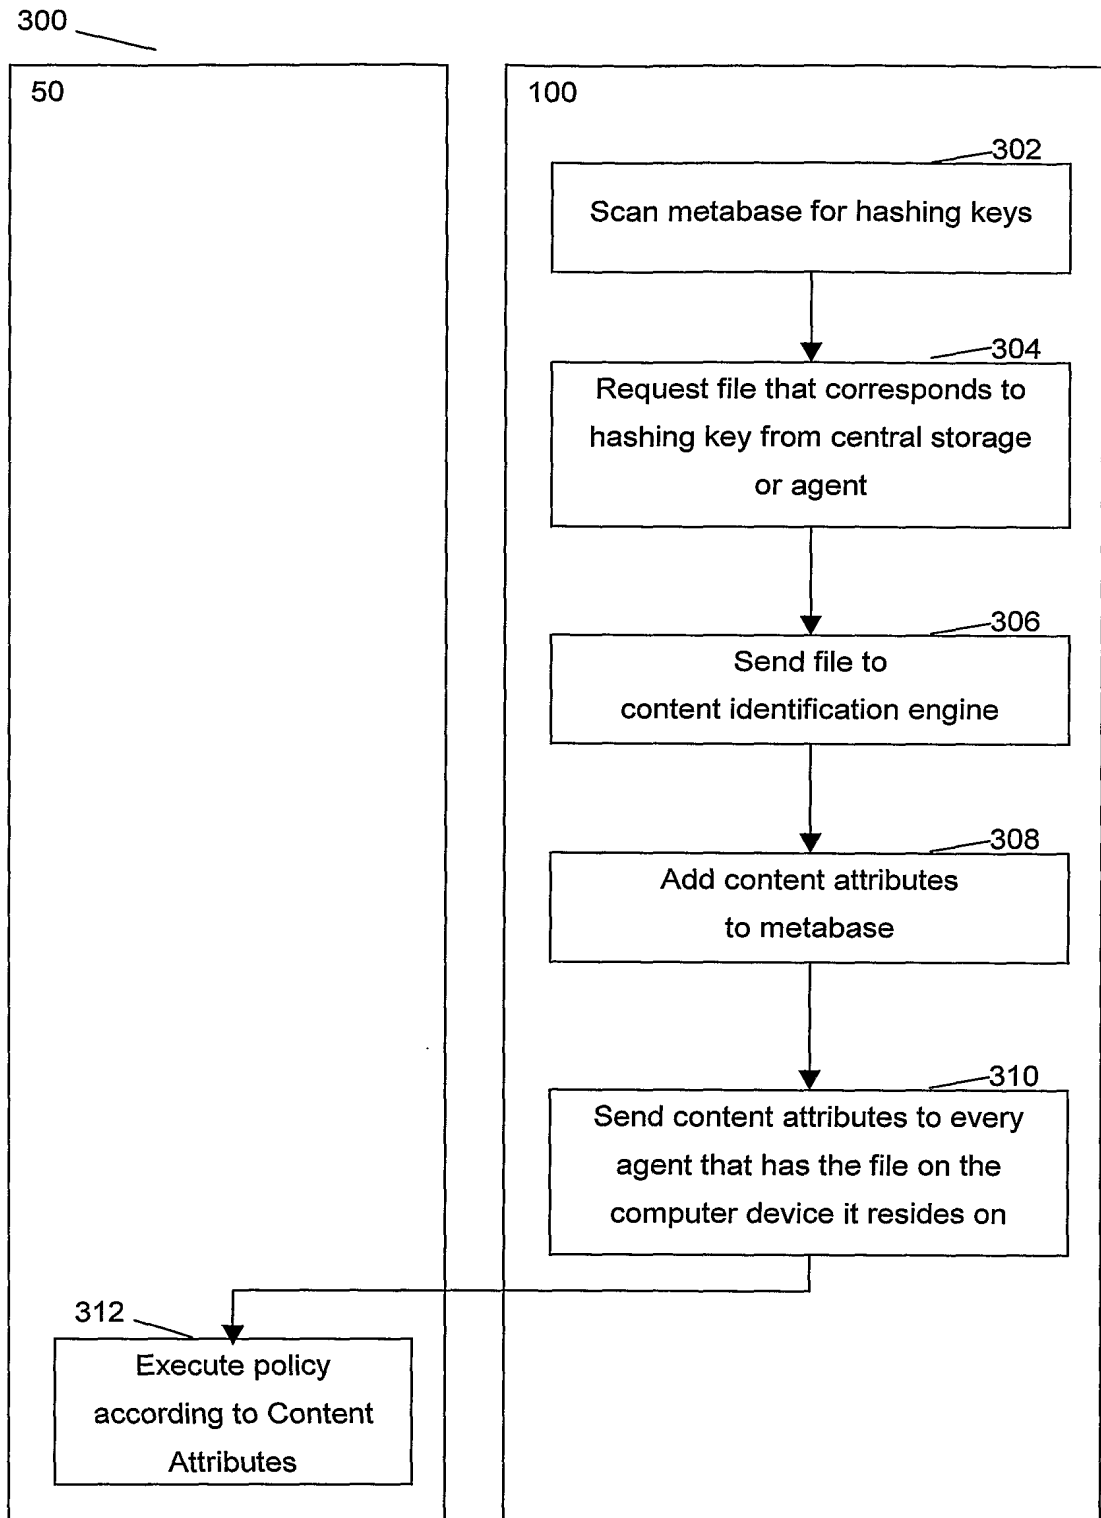 300
50
100
302
Scan metabase for hashing keys
304
Request file that corresponds to
hashing key from central storage
or agent
306
Send file to
content identification engine
308
Add content attributes
to metabase
310
Send content attributes to every
agent that has the file on the
computer device it resides on
312
Execute policy
according to Content
Attributes